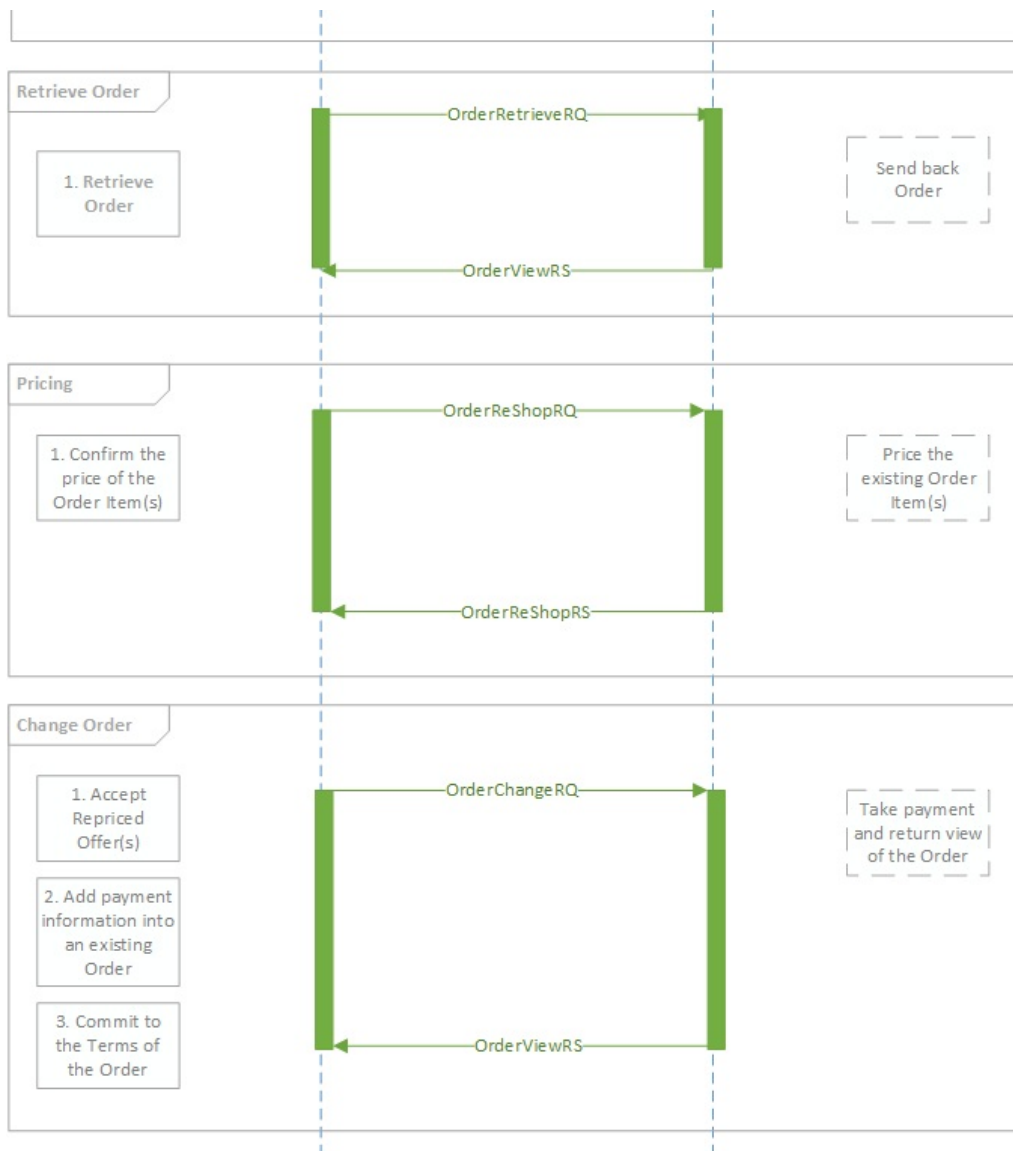 Retrieve Order
OrderRetrieveRQ
1. Retrieve
Order
Send back
Order
OrderViewRS
Pricing
OrderReShopRQ
1. Confirm the
price of the
Order Item(s)
Price the
existing Order
Item(s)
OrderReShopRS
Change Order
OrderChangeRQ
1. Accept
Repriced
Offer(s)
Take payment
and return view
of the Order
2. Add payment
information into
an existing
Order
3. Commit to
the Terms of
the Order
OrderViewRS